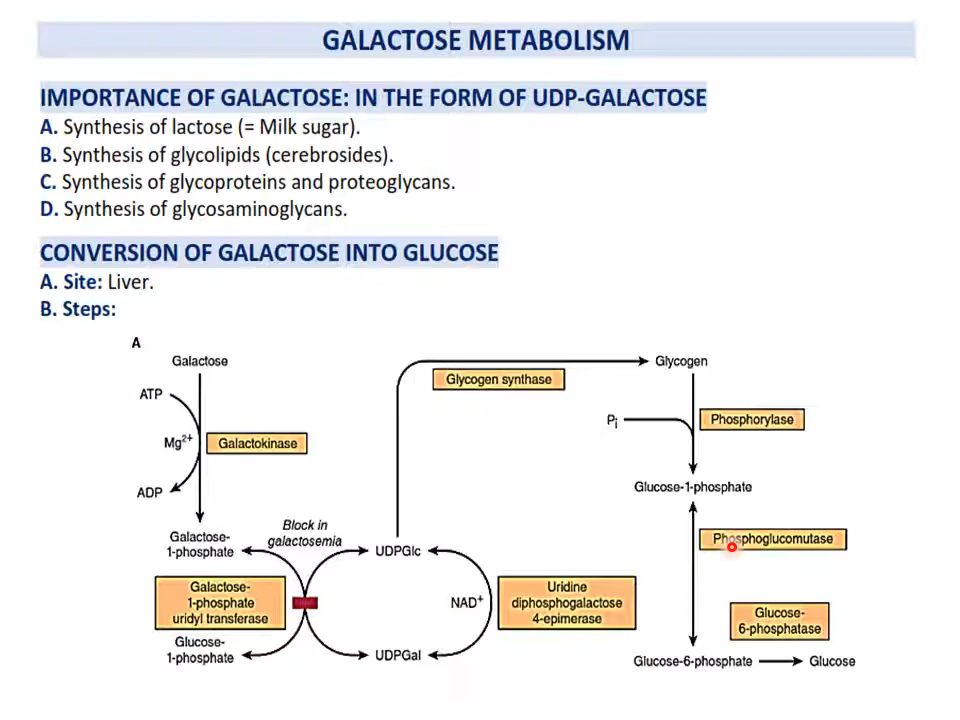 GALACTOSE METABOLISM
IMPORTANCE OF GALACTOSE: IN THE FORM OF UDP-GALACTOSE
A. Synthesis of lactose (= Milk sugar).
B. Synthesis of glycolipids (cerebrosides).
C. Synthesis of glycoproteins and proteoglycans.
D. Synthesis of glycosaminoglycans.
CONVERSION OF GALACTOSE INTO GLUCOSE
A. Site: Liver.
B. Steps:
A
Galactose
ATP
Mg²⁺
Galactokinase
ADP
Galactose-
1-phosphate
Block in
galactosemia
Galactose-
1-phosphate
uridyl transferase
Glucose-
1-phosphate
UDPGlc
NAD⁺
UDPGal
Uridine
diphosphogalactose
4-epimerase
Glycogen synthase
Glycogen
Pᵢ
Phosphorylase
Glucose-1-phosphate
Phosphoglucomutase
Glucose-
6-phosphatase
Glucose-6-phosphate
Glucose